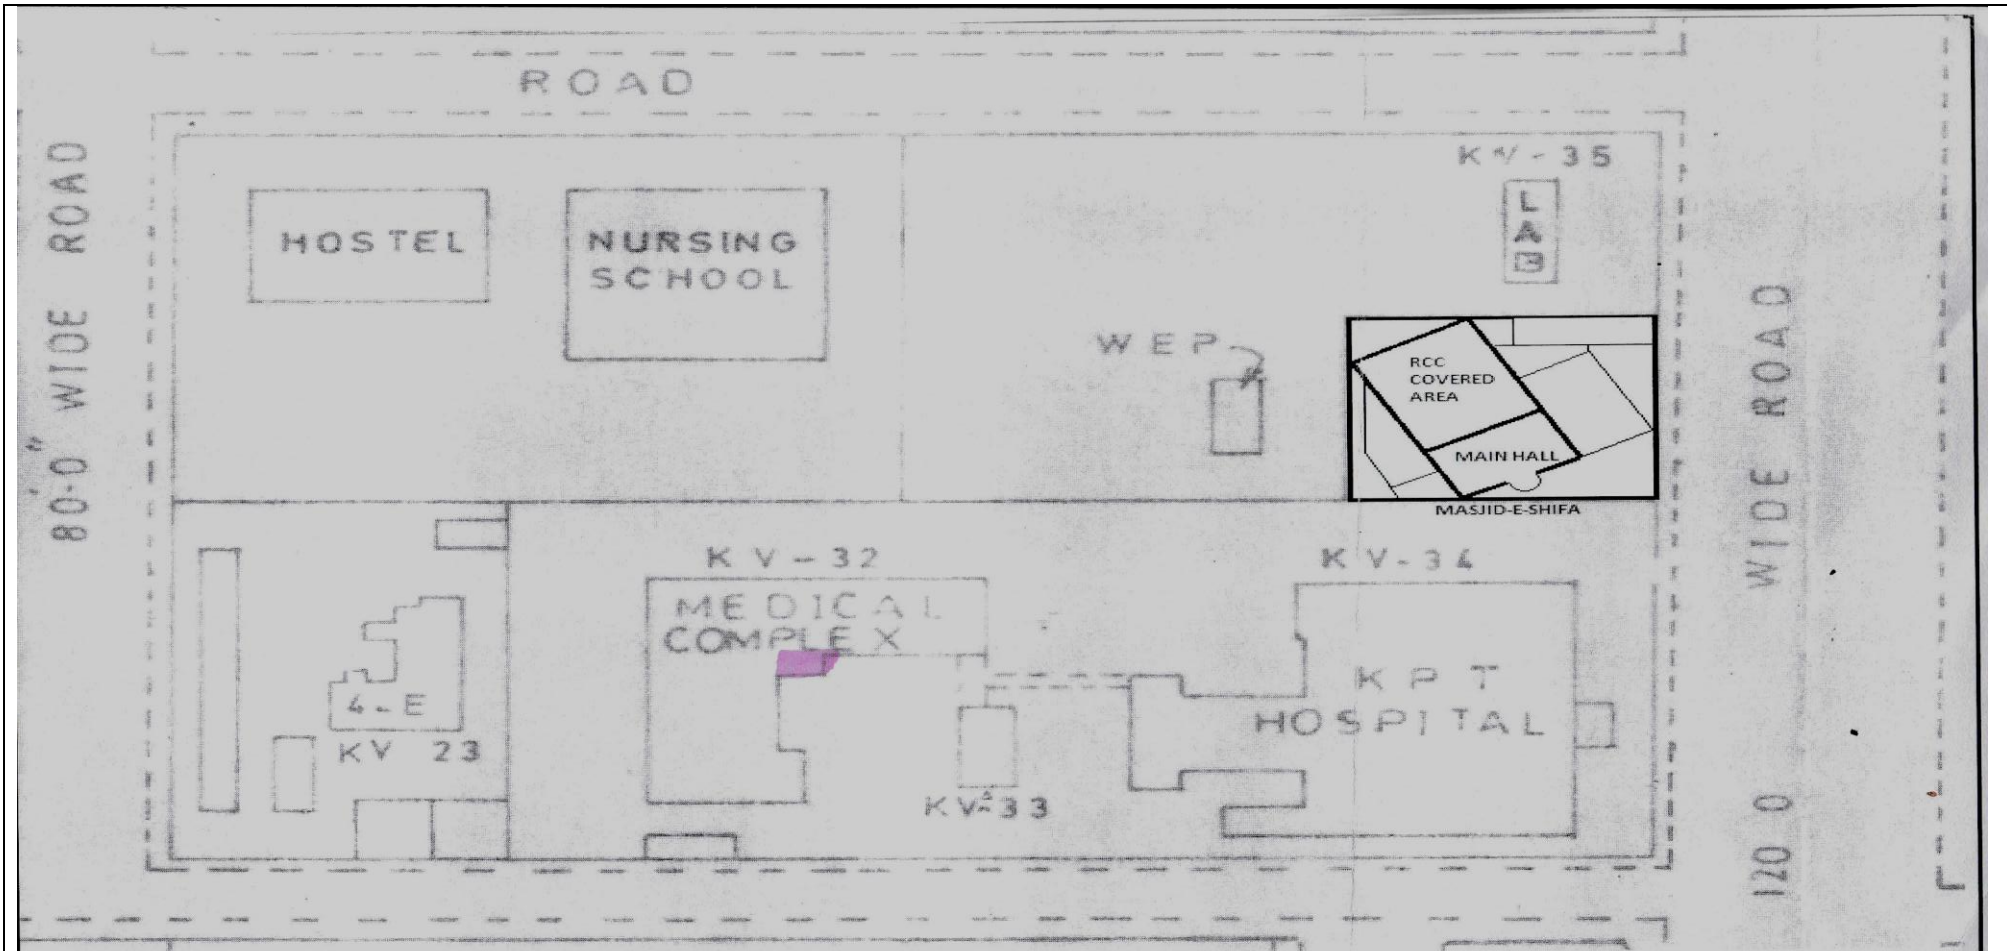 ROAD
80-0" WIDE ROAD
HOSTEL
NURSING
SCHOOL
KV-35
LAB
WEP
RCC
COVERED
AREA
MAIN HALL
MASJID-E-SHIFA
120 0 WIDE ROAD
KV-32
MEDICAL
COMPLEX
KV-34
KPT
HOSPITAL
4-E
KV 23
KV-33